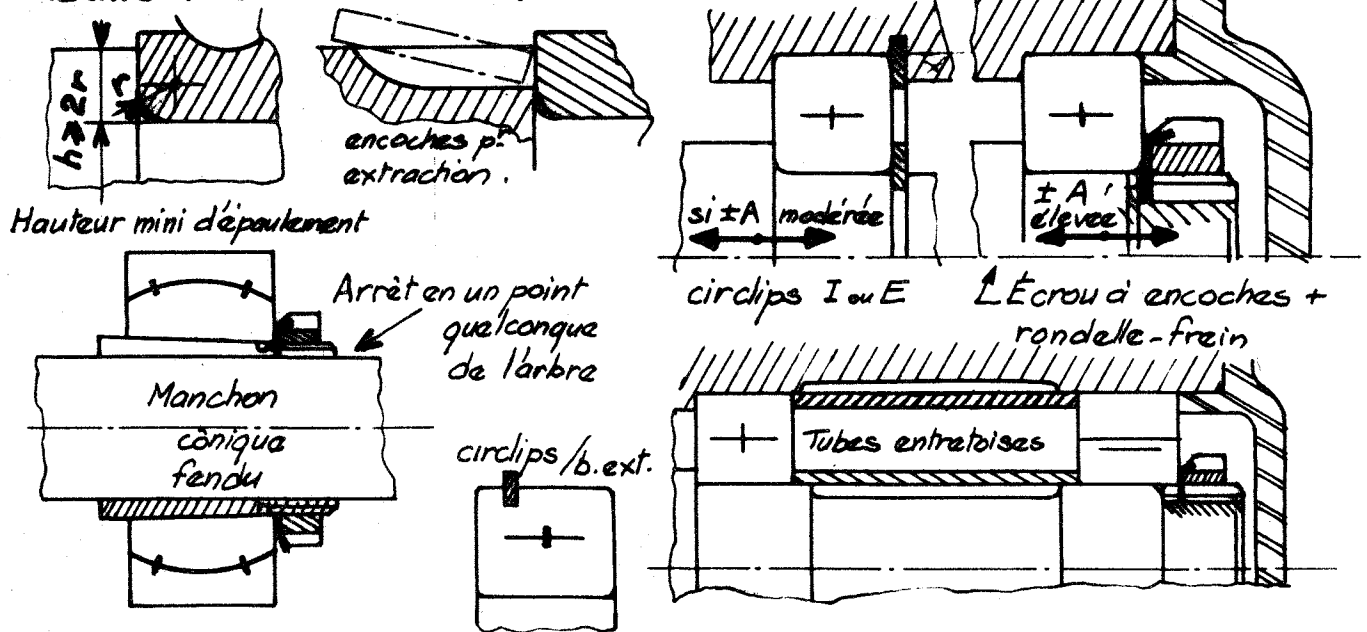 h ≥ 2r
r
encoches pr
extraction .
Hauteur mini d'épaulement
si ± A modérée
± A
élevée
circlips I ou E
Écrou à encoches +
rondelle-frein
Arrêt en un point
quelconque
de l'arbre
Manchon
cônique
fendu
circlips / b. ext.
Tubes entretoises